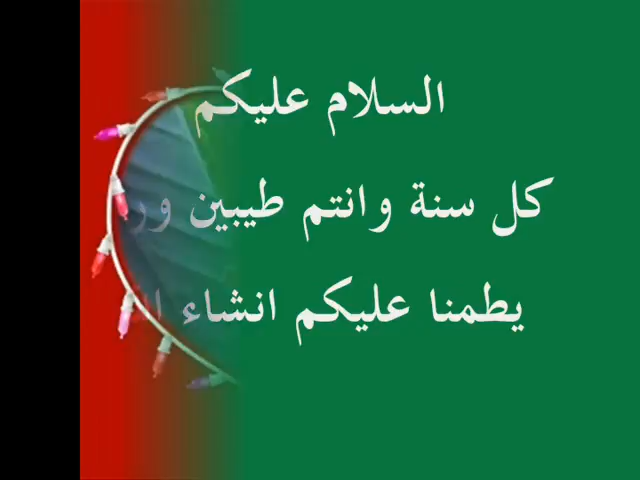 السلام عليكم
كل سنة وانتم طيبين
يطمنا عليكم انشاء